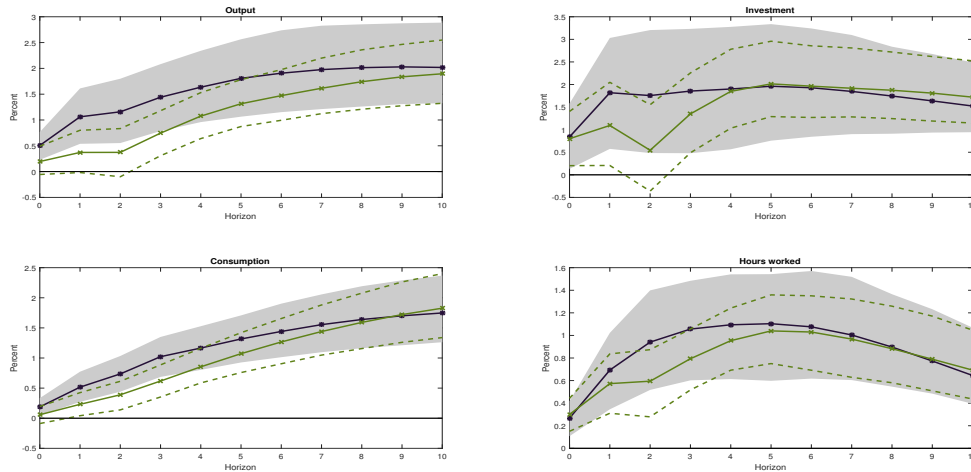 Output
Percent
3
2.5
2
1.5
1
0.5
0
-0.5
0 1 2 3 4 5 6 7 8 9 10
Horizon
Investment
Percent
3.5
3
2.5
2
1.5
1
0.5
0
-0.5
0 1 2 3 4 5 6 7 8 9 1
Horizon
Consumption
Percent
2.5
2
1.5
1
0.5
0
-0.5
0 1 2 3 4 5 6 7 8 9 10
Horizon
Hours worked
Percent
1.6
1.4
1.2
1
0.8
0.6
0.4
0.2
0
0 1 2 3 4 5 6 7 8 9 1
Horizon